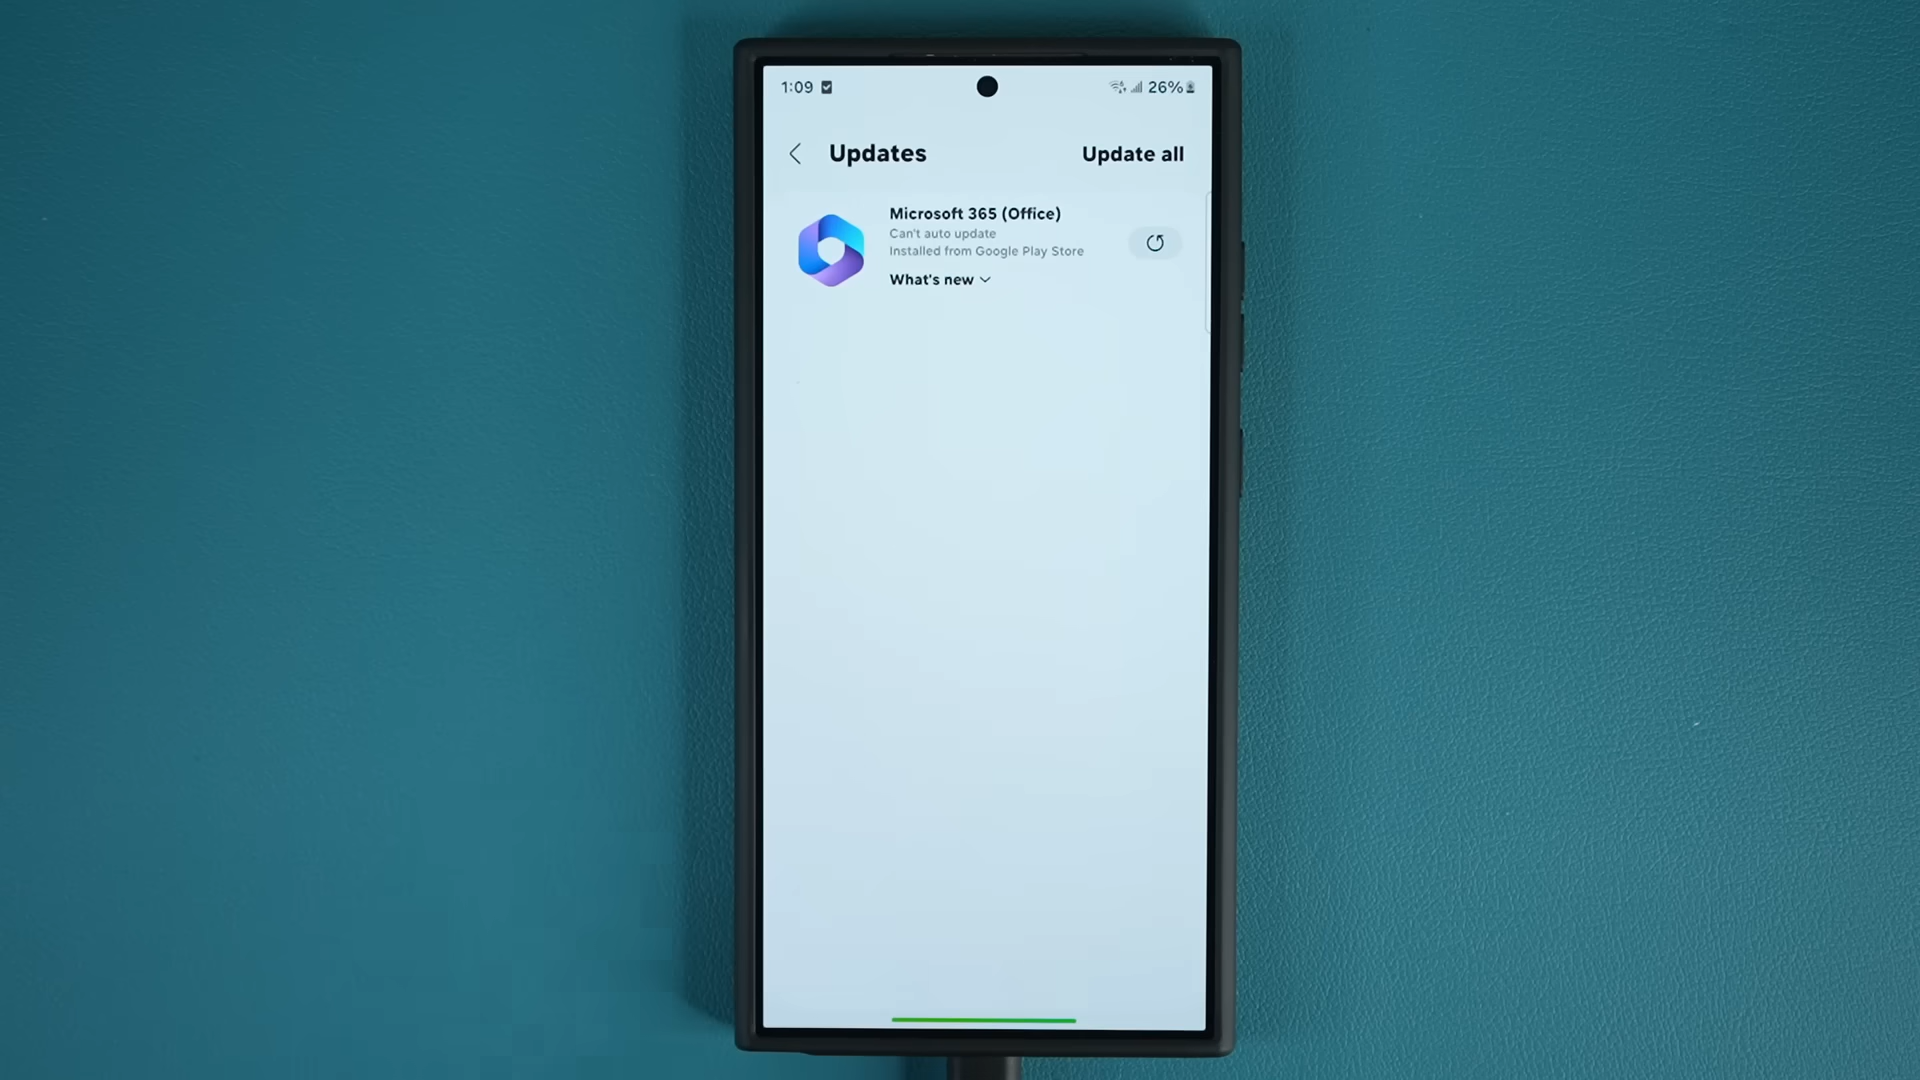 1:09
26%
Updates
Update all
Microsoft 365 (Office)
Can't auto update
Installed from Google Play Store
What's new